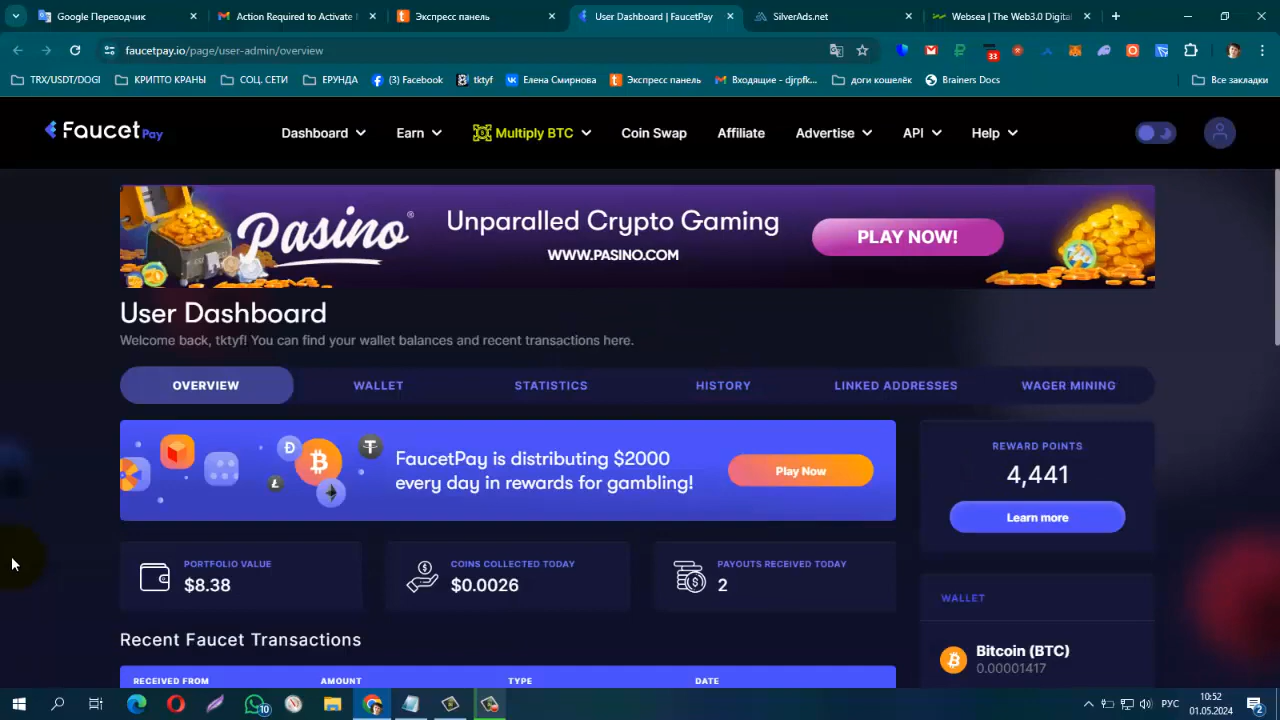 Google Переводчик
Action Required to Activate
Экспресс панель
User Dashboard | FaucetPay
SilverAds.net
Websea | The Web3.0 Digital
faucetpay.io/page/user-admin/overview
33
TRX/USDT/DOGI
КРИПТО КРАНЫ
СОЦ. СЕТИ
ЕРУНДА
(3) Facebook
tktyf
Елена Смирнова
Экспресс панель
Входящие - djrpfk...
доги кошелёк
Brainers Docs
Все закладки
Faucet Pay
Dashboard
Earn
Multiply BTC
Coin Swap
Affiliate
Advertise
API
Help
Pasino®
Unparalled Crypto Gaming
WWW.PASINO.COM
PLAY NOW!
User Dashboard
Welcome back, tktyf! You can find your wallet balances and recent transactions here.
OVERVIEW
WALLET
STATISTICS
HISTORY
LINKED ADDRESSES
WAGER MINING
FaucetPay is distributing $2000
every day in rewards for gambling!
Play Now
REWARD POINTS
4,441
Learn more
PORTFOLIO VALUE
$8.38
COINS COLLECTED TODAY
$0.0026
PAYOUTS RECEIVED TODAY
2
WALLET
Recent Faucet Transactions
Bitcoin (BTC)
0.00001417
RECEIVED FROM
AMOUNT
TYPE
DATE
10
РУС
10:52
01.05.2024
2